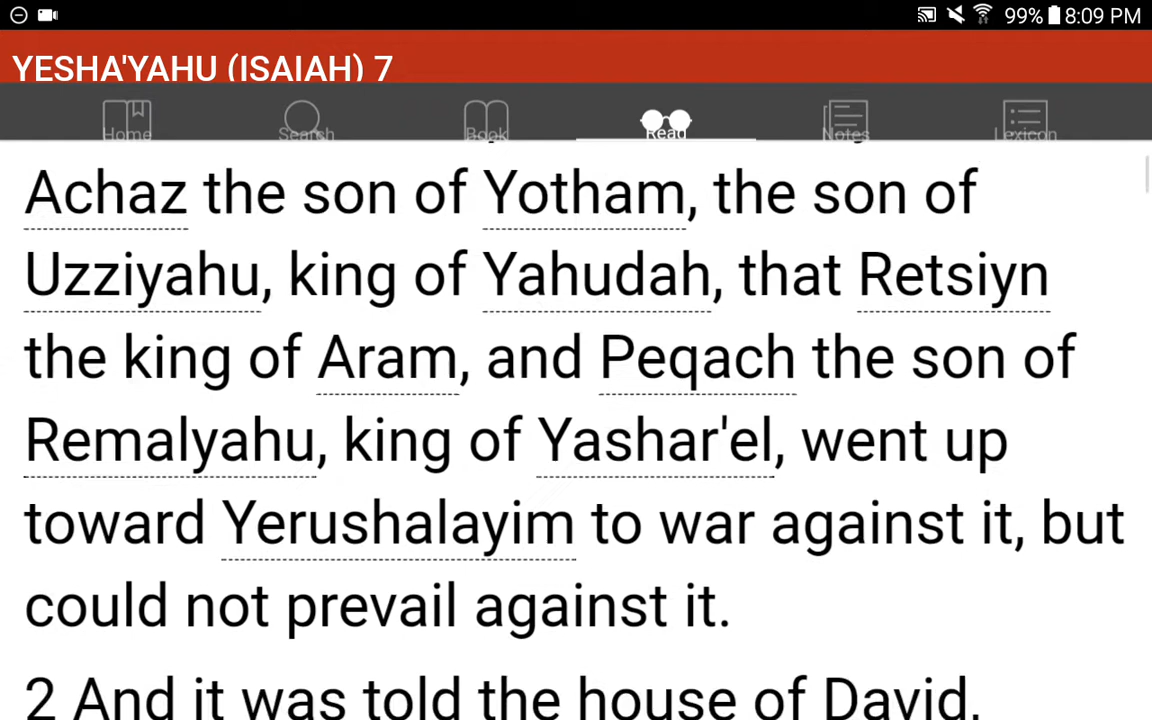 99% 8:09 PM
YESHA'YAHU (ISAIAH) 7
Home Search Book Read Notes Lexicon
Achaz the son of Yotham, the son of
Uzziyahu, king of Yahudah, that Retsiyn
the king of Aram, and Peqach the son of
Remalyahu, king of Yashar'el, went up
toward Yerushalayim to war against it, but
could not prevail against it.
2 And it was told the house of David,